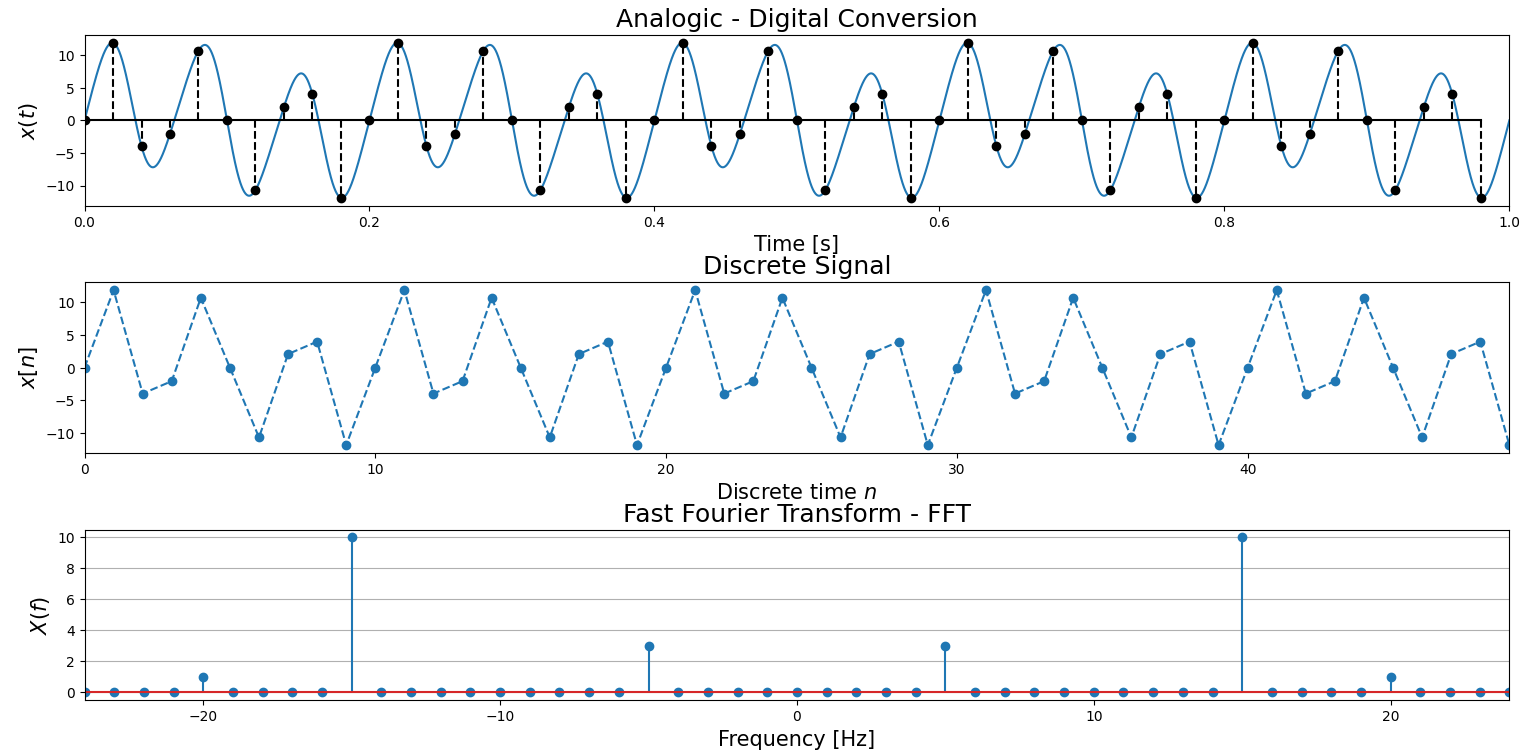 Analogic - Digital Conversion
10
5
0
−5
−10
x(t)
0.0 0.2 0.4 0.6 0.8 1.0
Time [s]
Discrete Signal
10
5
0
−5
−10
x[n]
0 10 20 30 40
Discrete time n
Fast Fourier Transform - FFT
10
8
6
4
2
0
X(f)
−20 −10 0 10 20
Frequency [Hz]